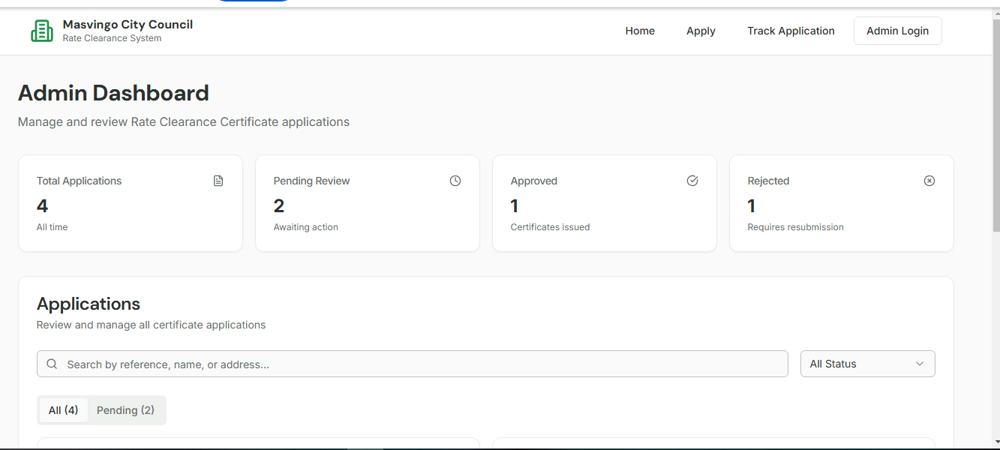 Masvingo City Council
Rate Clearance System
Home
Apply
Track Application
Admin Login
Admin Dashboard
Manage and review Rate Clearance Certificate applications
Total Applications
4
All time
Pending Review
2
Awaiting action
Approved
1
Certificates issued
Rejected
1
Requires resubmission
Applications
Review and manage all certificate applications
Search by reference, name, or address...
All Status
All (4)
Pending (2)